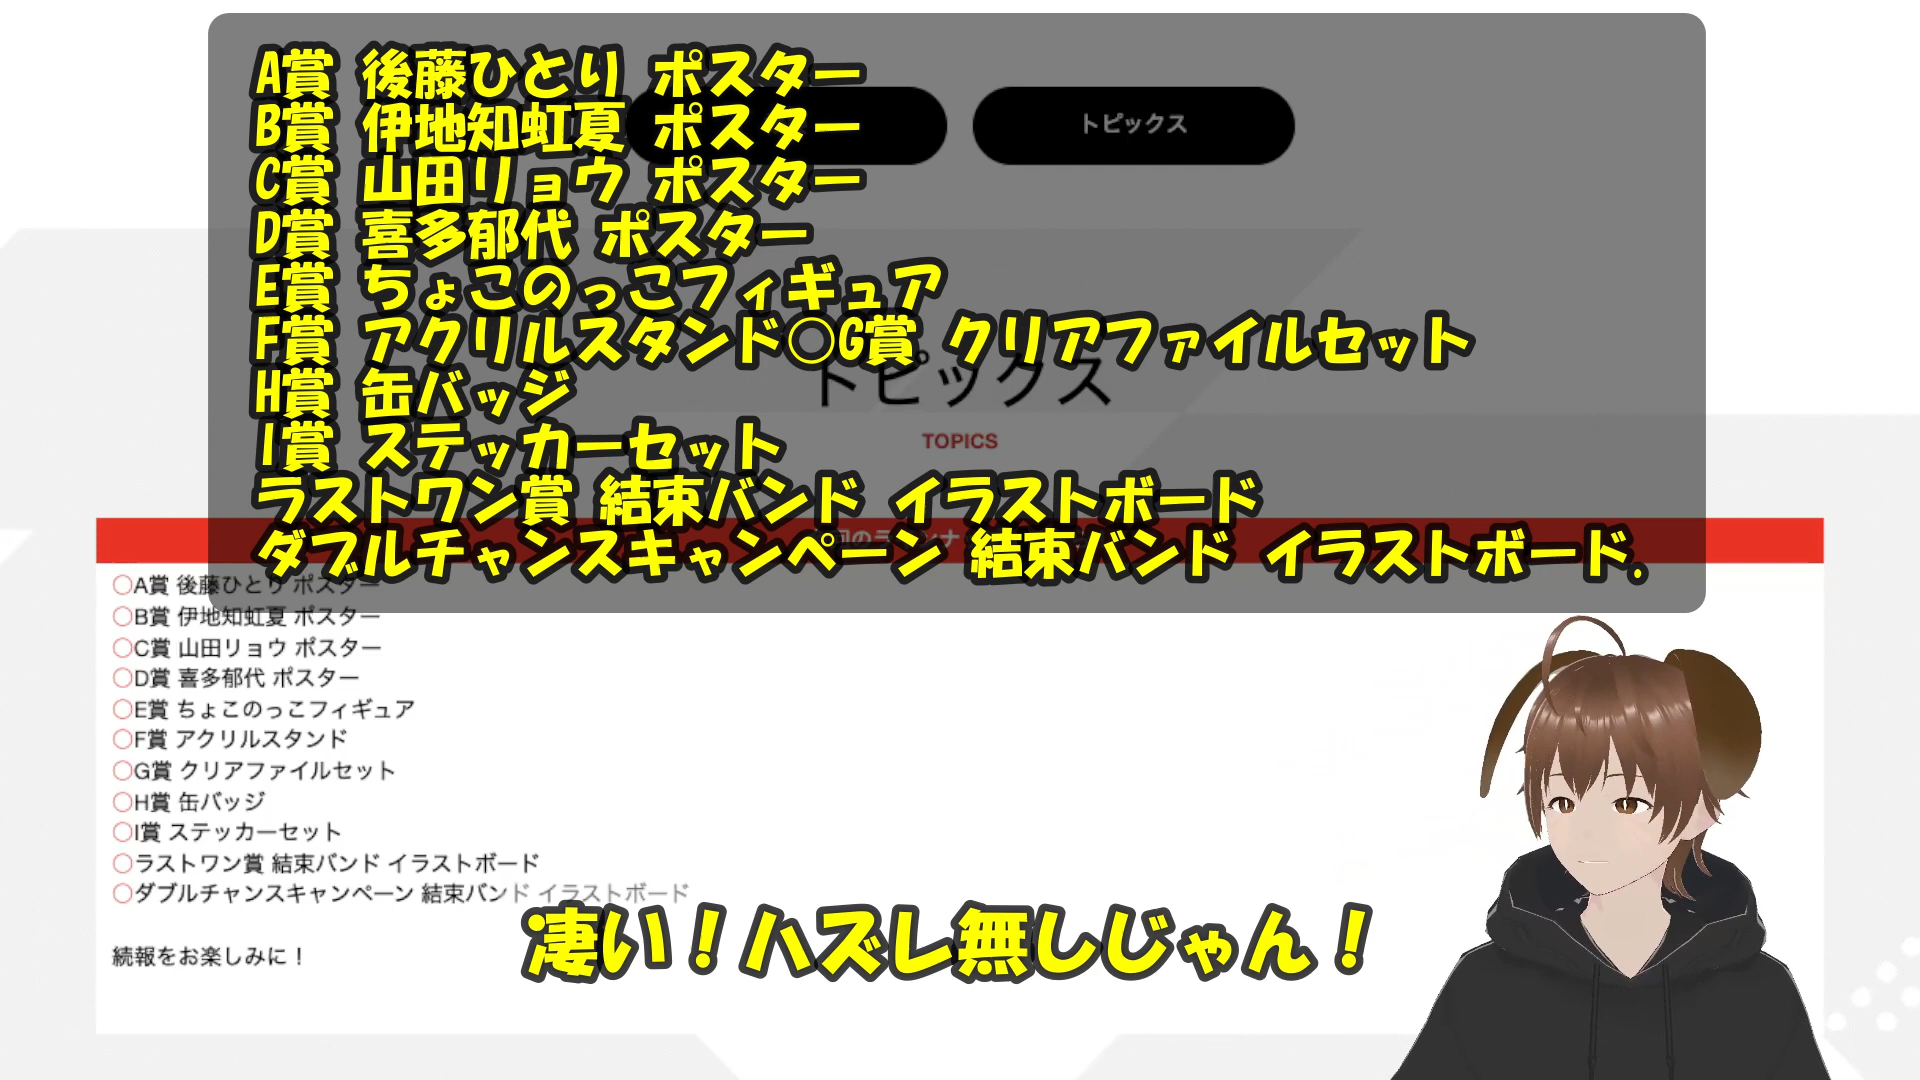 A賞 後藤ひとり ポスター
B賞 伊地知虹夏 ポスター
トピックス
C賞 山田リョウ ポスター
D賞 喜多郁代 ポスター
E賞 ちょこのっこフィギュア
F賞 アクリルスタンド○G賞 クリアファイルセット
トピックス
H賞 缶バッジ
TOPICS
I賞 ステッカーセット
ラストワン賞 結束バンド イラストボード
ダブルチャンスキャンペーン 結束バンド イラストボード.
○A賞 後藤ひとり ポスター
○B賞 伊地知虹夏 ポスター
○C賞 山田リョウ ポスター
○D賞 喜多郁代 ポスター
○E賞 ちょこのっこフィギュア
○F賞 アクリルスタンド
○G賞 クリアファイルセット
○H賞 缶バッジ
○I賞 ステッカーセット
○ラストワン賞 結束バンド イラストボード
○ダブルチャンスキャンペーン 結束バンド イラストボード
凄い！ハズレ無しじゃん！
続報をお楽しみに！